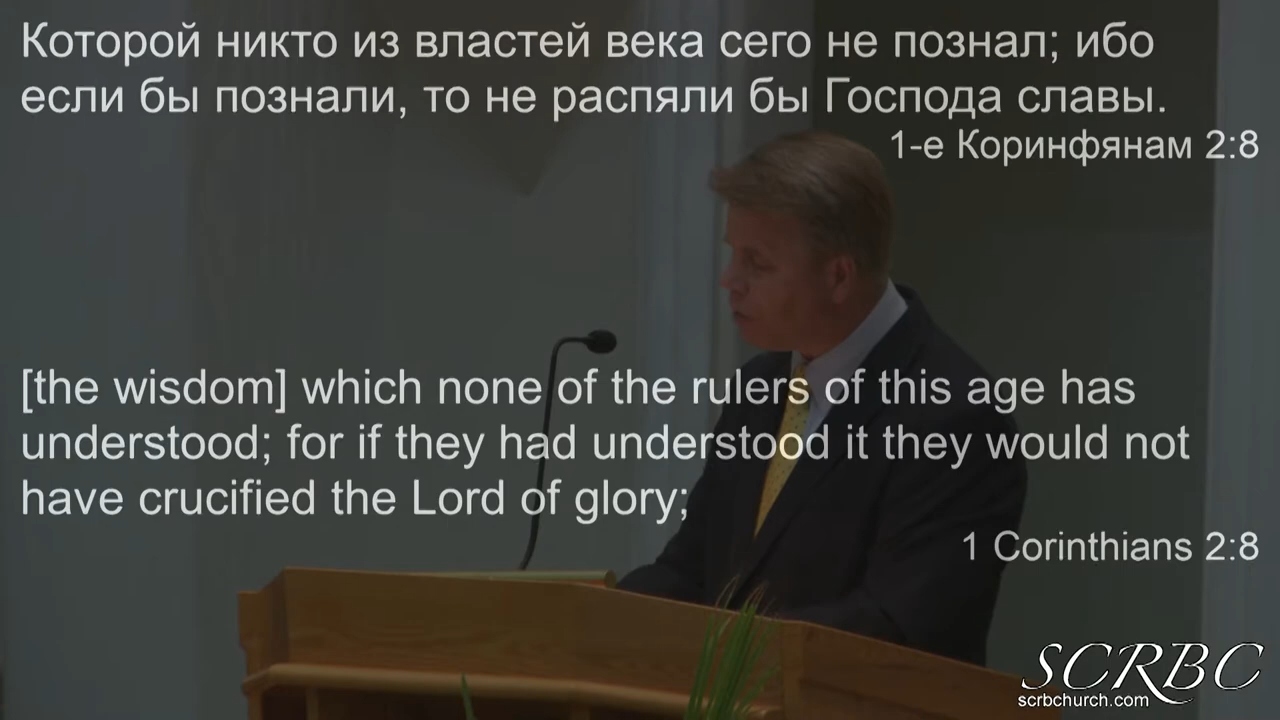 Которой никто из властей века сего не познал; ибо
если бы познали, то не распяли бы Господа славы.
1-е Коринфянам 2:8
[the wisdom] which none of the rulers of this age has
understood; for if they had understood it they would not
have crucified the Lord of glory;
1 Corinthians 2:8
SCRBC
scrbchurch.com